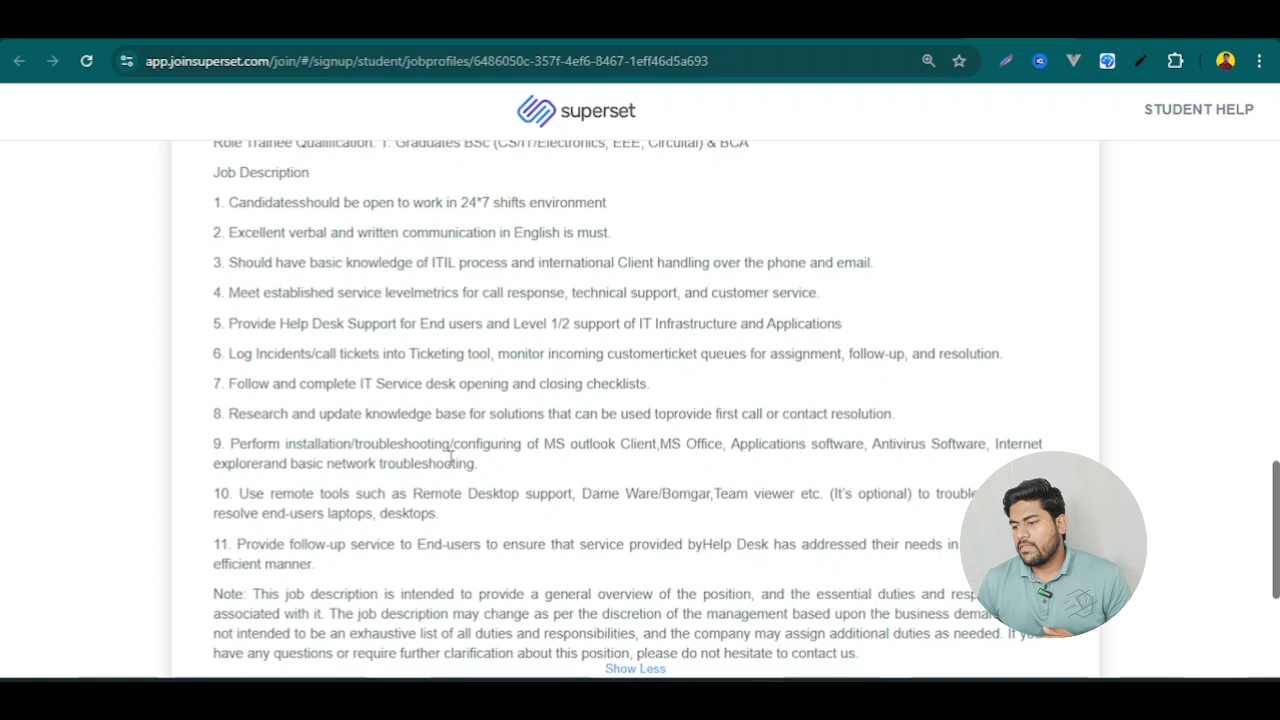 app.joinsuperset.com/join/#/signup/student/jobprofiles/6486050c-357f-4ef6-8467-1eff46d5a693
superset
STUDENT HELP
Role Trainee Qualification: 1. Graduates BSc (CS/IT/Electronics, EEE, Circuital) & BCA
Job Description
1. Candidatesshould be open to work in 24*7 shifts environment
2. Excellent verbal and written communication in English is must.
3. Should have basic knowledge of ITIL process and international Client handling over the phone and email.
4. Meet established service levelmetrics for call response, technical support, and customer service.
5. Provide Help Desk Support for End users and Level 1/2 support of IT Infrastructure and Applications
6. Log Incidents/call tickets into Ticketing tool, monitor incoming customerticket queues for assignment, follow-up, and resolution.
7. Follow and complete IT Service desk opening and closing checklists.
8. Research and update knowledge base for solutions that can be used toprovide first call or contact resolution.
9. Perform installation/troubleshooting/configuring of MS outlook Client,MS Office, Applications software, Antivirus Software, Internet
explorerand basic network troubleshooting.
10. Use remote tools such as Remote Desktop support, Dame Ware/Bomgar,Team viewer etc. (It's optional) to
resolve end-users laptops, desktops.
11. Provide follow-up service to End-users to ensure that service provided byHelp Desk has addressed their needs in
efficient manner.
Note: This job description is intended to provide a general overview of the position, and the essential duties and
associated with it. The job description may change as per the discretion of the management based upon the business
not intended to be an exhaustive list of all duties and responsibilities, and the company may assign additional duties as needed. If you
have any questions or require further clarification about this position, please do not hesitate to contact us.
Show Less